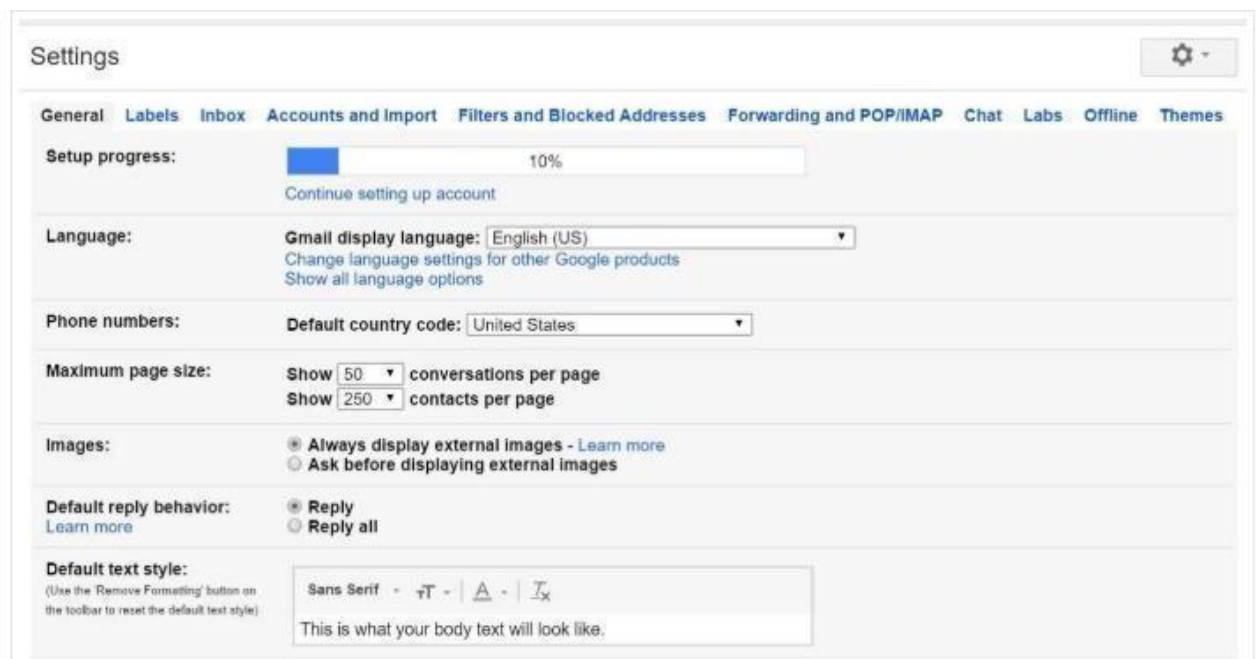 Settings
General Labels Inbox Accounts and Import Filters and Blocked Addresses Forwarding and POP/IMAP Chat Labs Offline Themes
Setup progress: 10%
Continue setting up account
Language: Gmail display language: English (US)
Change language settings for other Google products
Show all language options
Phone numbers: Default country code: United States
Maximum page size: Show 50 conversations per page
Show 250 contacts per page
Images: Always display external images - Learn more
Ask before displaying external images
Default reply behavior: Reply
Learn more Reply all
Default text style:
(Use the 'Remove Formatting' button on
the toolbar to reset the default text style)
Sans Serif
This is what your body text will look like.